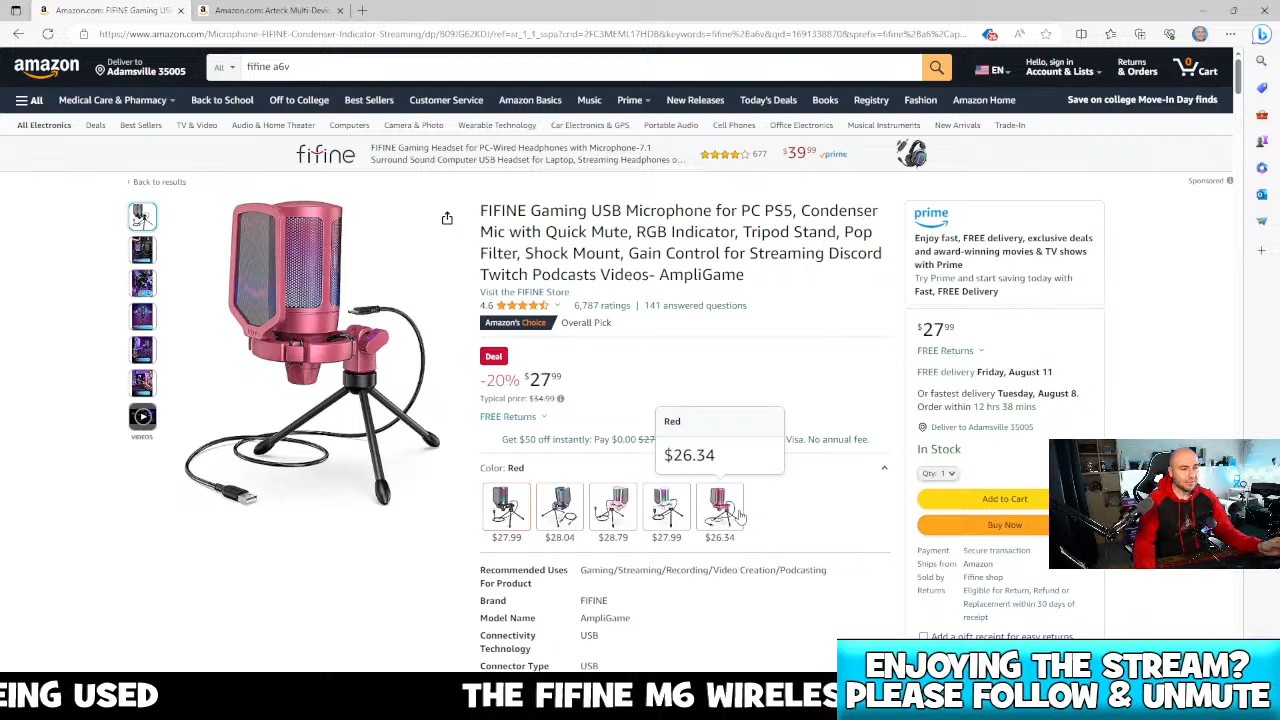 Amazon.com: FIFINE Gaming US
Amazon.com: Multi-Device
https://www.amazon.com/Microphone-FIFINE-Condenser-Indicator-Streaming/dp/
26
amazon
Deliver to
Adamsville 35005
All
fifine a6v
EN
Hello, sign in
Account & Lists
Returns
& Orders
0
Cart
All
Medical Care & Pharmacy
Back to School
Off to College
Best Sellers
Customer Service
Amazon Basics
Music
Prime
New Releases
Today's Deals
Books
Registry
Fashion
Amazon Home
Save on college Move-In Day finds
All Electronics
Deals
Best Sellers
TV & Video
Audio & Home Theater
Computers
Camera & Photo
Wearable Technology
Car Electronics & GPS
Portable Audio
Cell Phones
Office Electronics
Musical Instruments
New Arrivals
Trade-In
fifine
FIFINE Gaming Headset for PC-Wired Headphones with Microphone-7.1
Surround Sound Computer USB Headset for Laptop, Streaming Headphones o...
677
$39.99
prime
‹ Back to results
Sponsored
FIFINE Gaming USB Microphone for PC PS5, Condenser
Mic with Quick Mute, RGB Indicator, Tripod Stand, Pop
Filter, Shock Mount, Gain Control for Streaming Discord
Twitch Podcasts Videos- AmpliGame
Visit the FIFINE Store
4.6
6,787 ratings | 141 answered questions
Amazon's Choice
Overall Pick
Deal
-20% $27.99
Typical price: $34.99
FREE Returns
Get $50 off instantly: Pay $0.00 $27
Visa. No annual fee.
Red
$26.34
Color: Red
$27.99
$28.04
$28.79
$27.99
$26.34
Recommended Uses
For Product
Gaming/Streaming/Recording/Video Creation/Podcasting
Brand
FIFINE
Model Name
AmpliGame
Connectivity
Technology
USB
Connector Type
USB
VIDEOS
prime
Enjoy fast, FREE delivery, exclusive deals
and award-winning movies & TV shows
with Prime
Try Prime and start saving today with
Fast, FREE Delivery
$27.99
FREE Returns
FREE delivery Friday, August 11
Or fastest delivery Tuesday, August 8.
Order within 12 hrs 38 mins
Deliver to Adamsville 35005
In Stock
Qty: 1
Add to Cart
Buy Now
Payment
Secure transaction
Ships from
Amazon
Sold by
Fifine shop
Returns
Eligible for Return, Refund or
Replacement within 30 days of
receipt
Add a gift receipt for easy returns
EING USED
THE FIFINE M6 WIRELES
ENJOYING THE STREAM?
PLEASE FOLLOW & UNMUTE